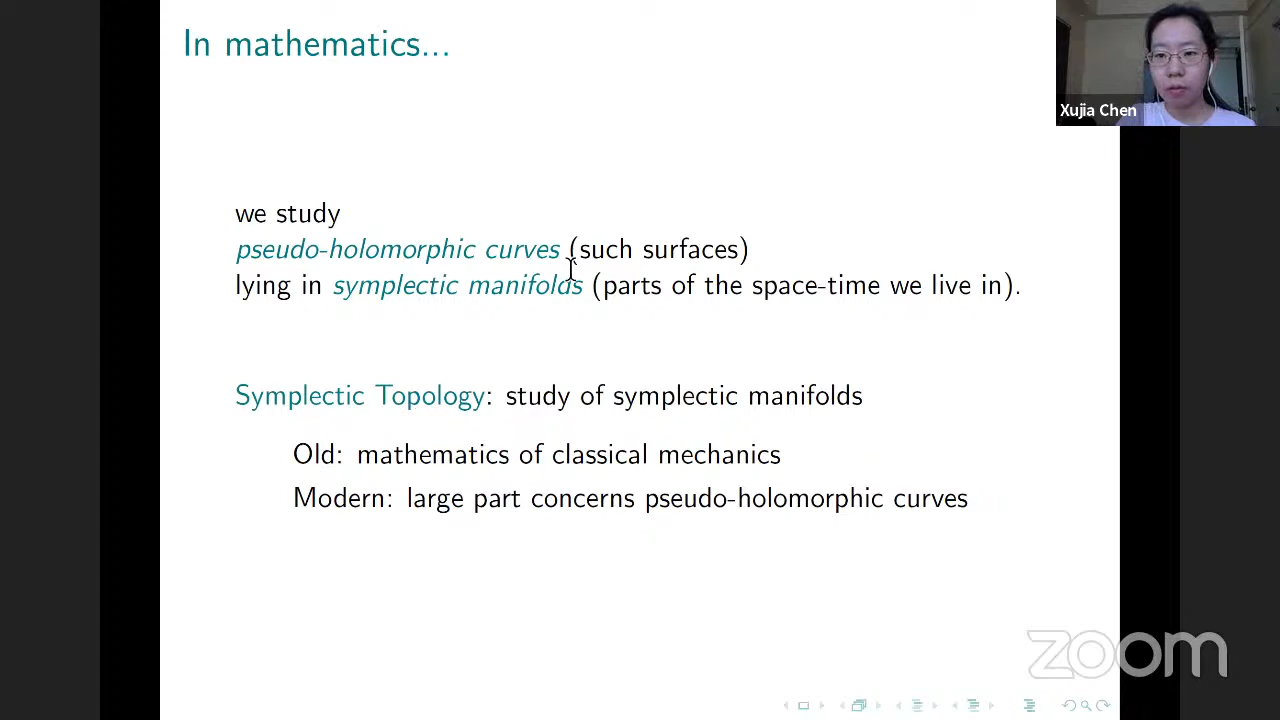 In mathematics...
Xujia Chen
we study
pseudo-holomorphic curves (such surfaces)
lying in symplectic manifolds (parts of the space-time we live in).
Symplectic Topology: study of symplectic manifolds
Old: mathematics of classical mechanics
Modern: large part concerns pseudo-holomorphic curves
zoom